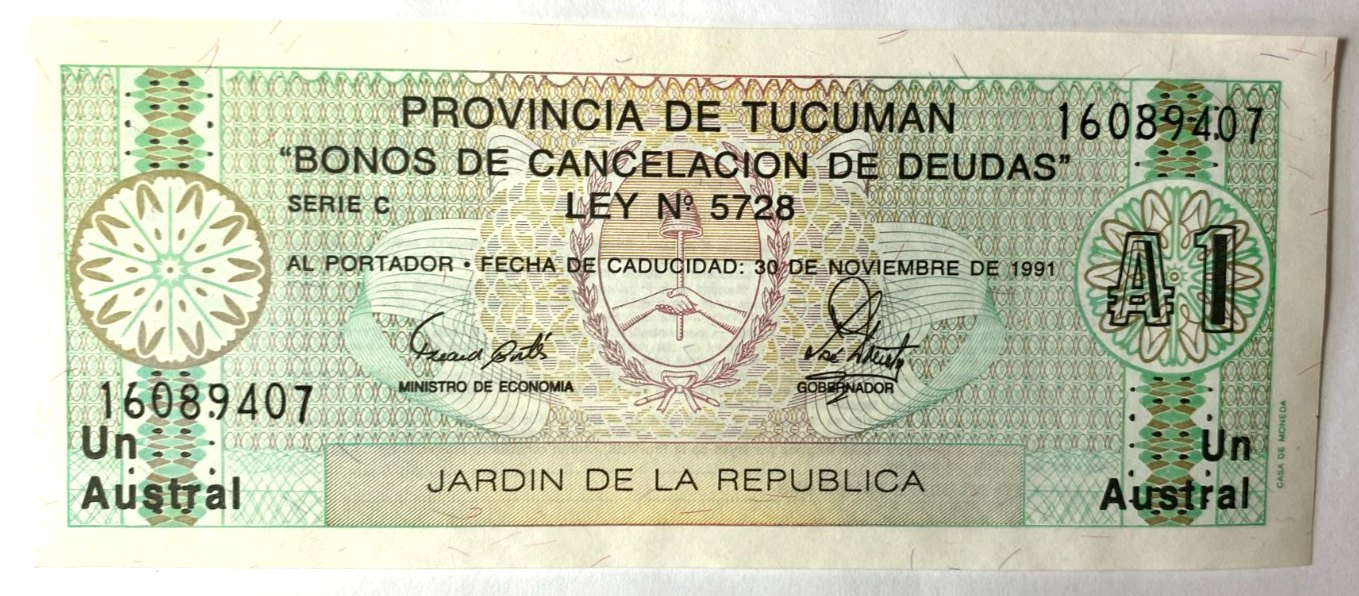 PROVINCIA DE TUCUMAN
16089407
“BONOS DE CANCELACION DE DEUDAS”
SERIE C
LEY Nº 5728
AL PORTADOR • FECHA DE CADUCIDAD: 30 DE NOVIEMBRE DE 1991
₳ 1
MINISTRO DE ECONOMIA
GOBERNADOR
16089407
Un
Austral
Un
Austral
JARDIN DE LA REPUBLICA
CASA DE MONEDA